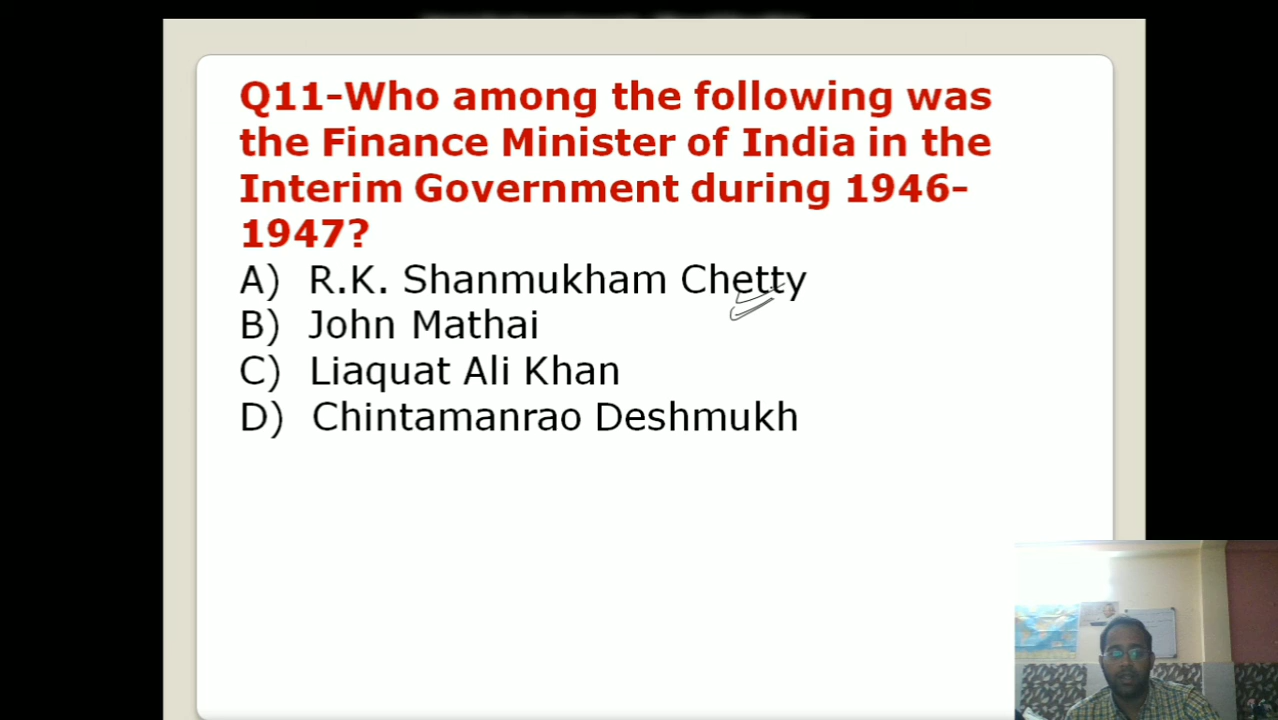 Q11-Who among the following was
the Finance Minister of India in the
Interim Government during 1946-
1947?
A) R.K. Shanmukham Chetty
B) John Mathai
C) Liaquat Ali Khan
D) Chintamanrao Deshmukh